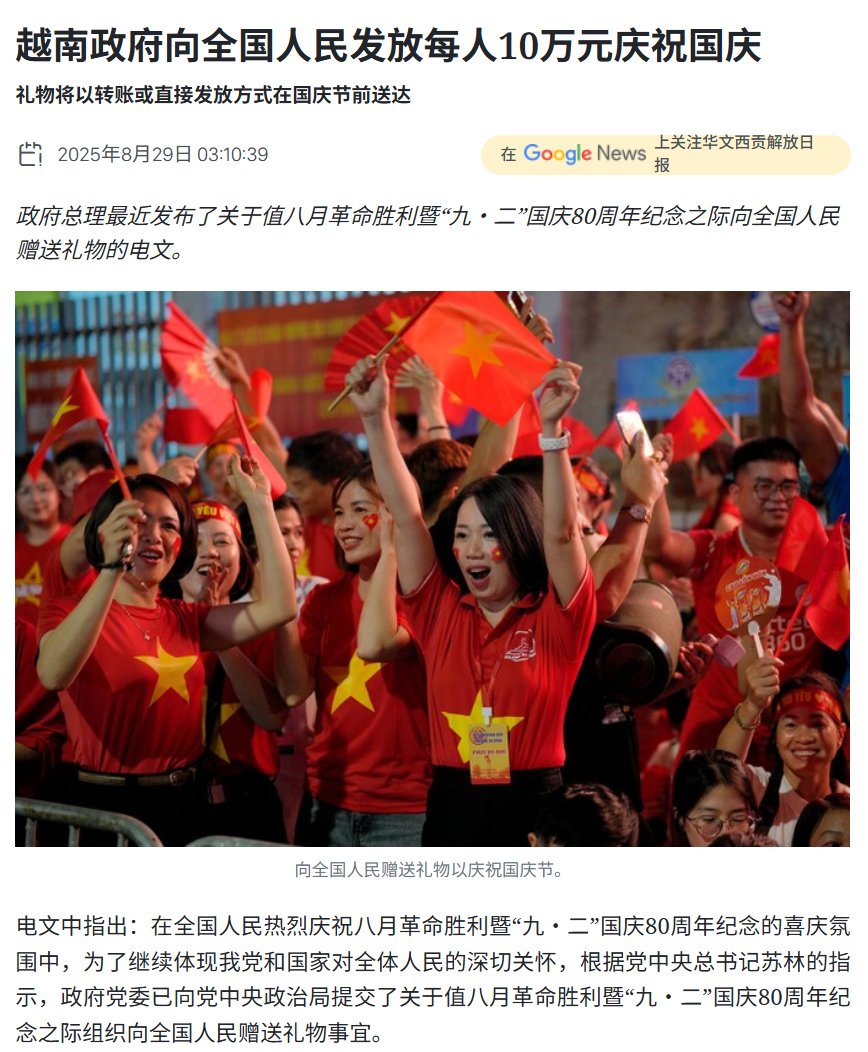 越南政府向全国人民发放每人10万元庆祝国庆
礼物将以转账或直接发放方式在国庆节前送达
2025年8月29日 03:10:39
在 Google News 上关注华文西贡解放日
报
政府总理最近发布了关于值八月革命胜利暨“九·二”国庆80周年纪念之际向全国人民
赠送礼物的电文。
向全国人民赠送礼物以庆祝国庆节。
电文中指出：在全国人民热烈庆祝八月革命胜利暨“九·二”国庆80周年纪念的喜庆氛
围中，为了继续体现我党和国家对全体人民的深切关怀，根据党中央总书记苏林的指
示，政府党委已向党中央政治局提交了关于值八月革命胜利暨“九·二”国庆80周年纪
念之际组织向全国人民赠送礼物事宜。